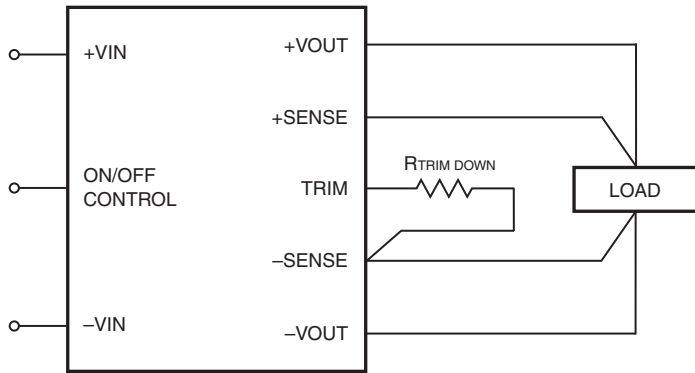 +VIN
ON/OFF
CONTROL
–VIN
+VOUT
+SENSE
TRIM
–SENSE
–VOUT
RTRIM DOWN
LOAD